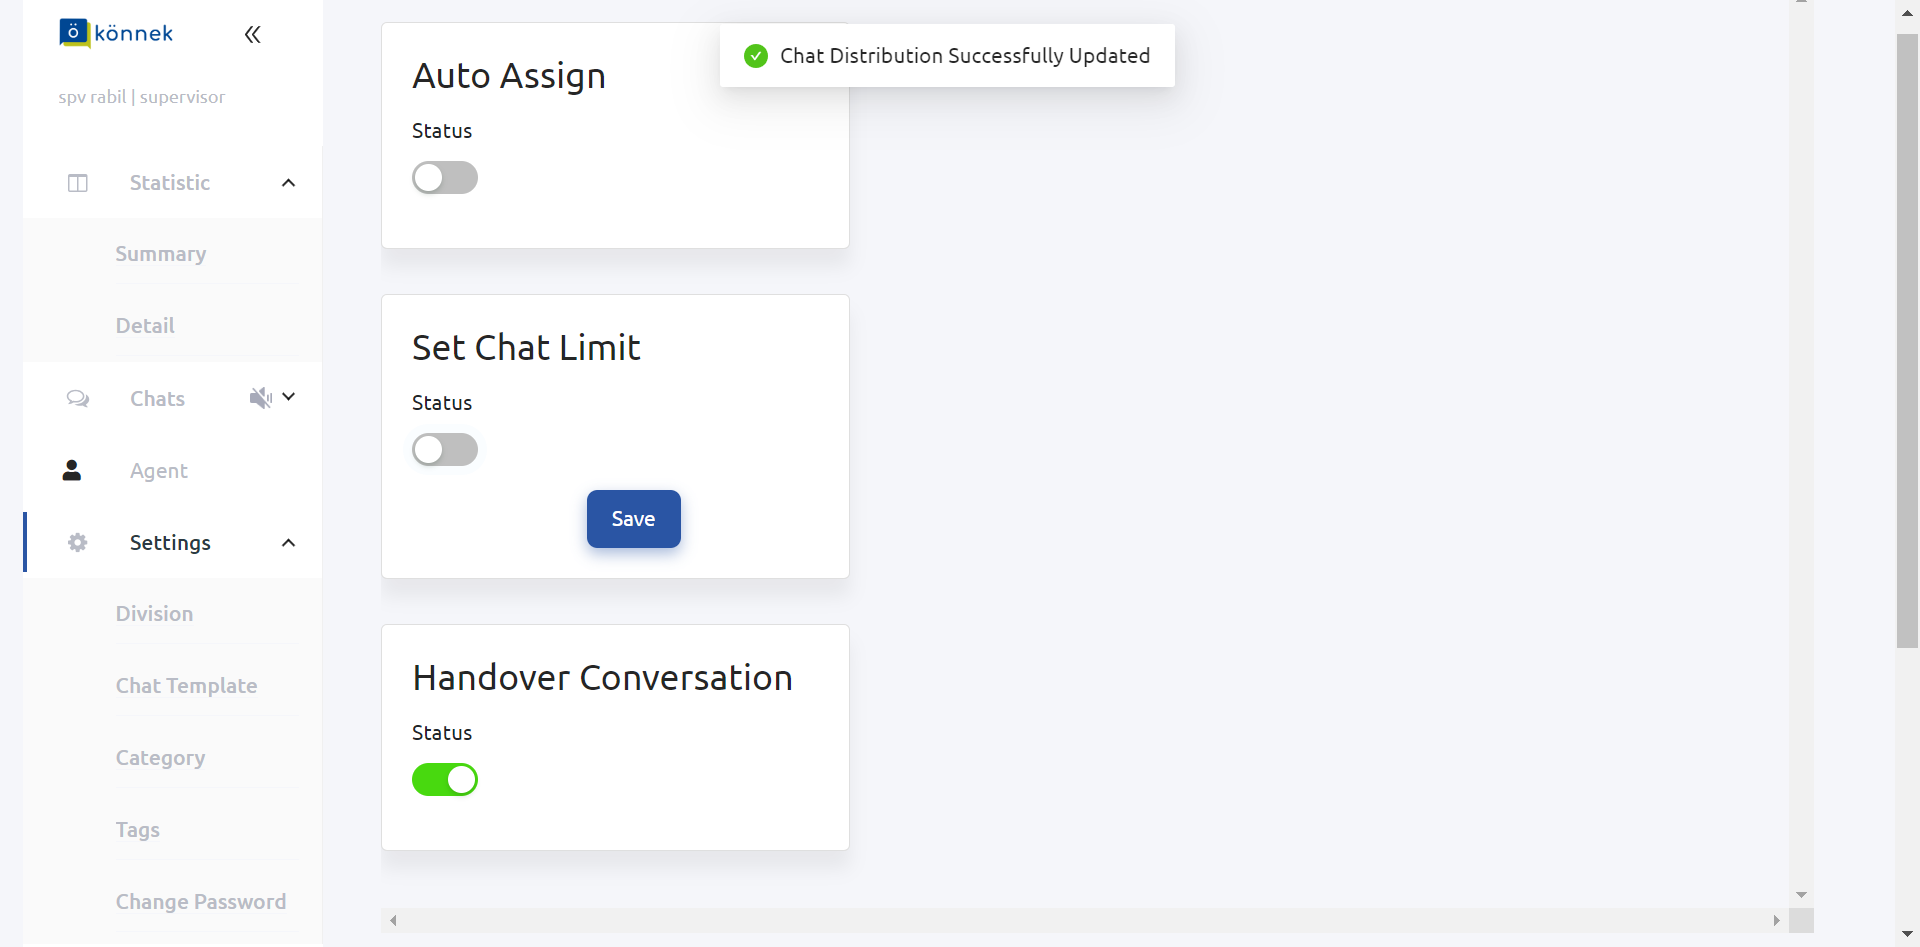 ö könnek
spv rabil | supervisor
Statistic
Summary
Detail
Chats
Agent
Settings
Division
Chat Template
Category
Tags
Change Password
Chat Distribution Successfully Updated
Auto Assign
Status
Set Chat Limit
Status
Save
Handover Conversation
Status